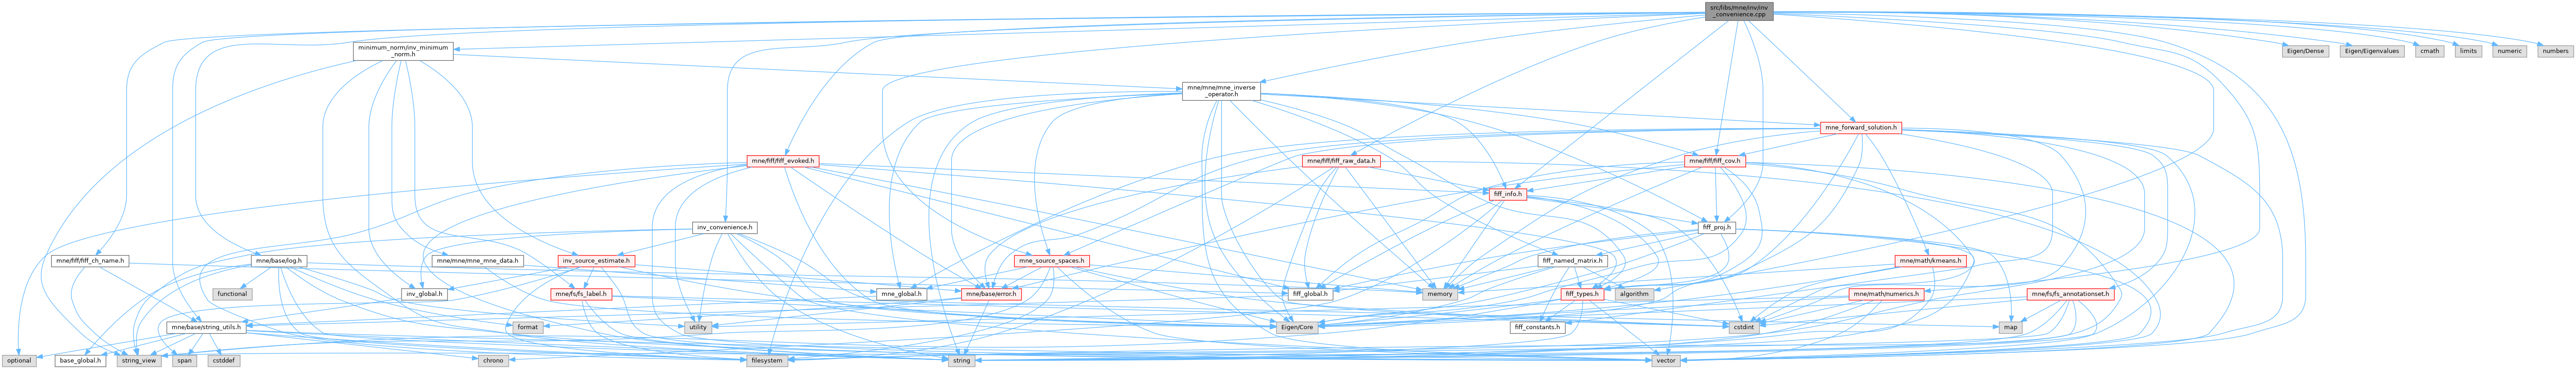 src/libs/mne/inv/inv
_convenience.cpp
minimum_norm/inv_minimum
_norm.h
Eigen/Dense
Eigen/Eigenvalues
cmath
limits
numeric
numbers
mne/mne/mne_inverse
_operator.h
mne_forward_solution.h
mne/fiff/fiff_evoked.h
mne/fiff/fiff_raw_data.h
mne/fiff/fiff_cov.h
fiff_info.h
inv_convenience.h
fiff_proj.h
mne/fiff/fiff_ch_name.h
mne/base/log.h
mne/mne/mne_mne_data.h
inv_source_estimate.h
mne_source_spaces.h
fiff_named_matrix.h
mne/math/kmeans.h
functional
inv_global.h
mne/fs/fs_label.h
mne_global.h
mne/base/error.h
fiff_global.h
memory
fiff_types.h
algorithm
mne/math/numerics.h
mne/fs/fs_annotationset.h
mne/base/string_utils.h
format
utility
Eigen/Core
fiff_constants.h
cstdint
map
optional
base_global.h
string_view
span
cstddef
chrono
filesystem
string
vector